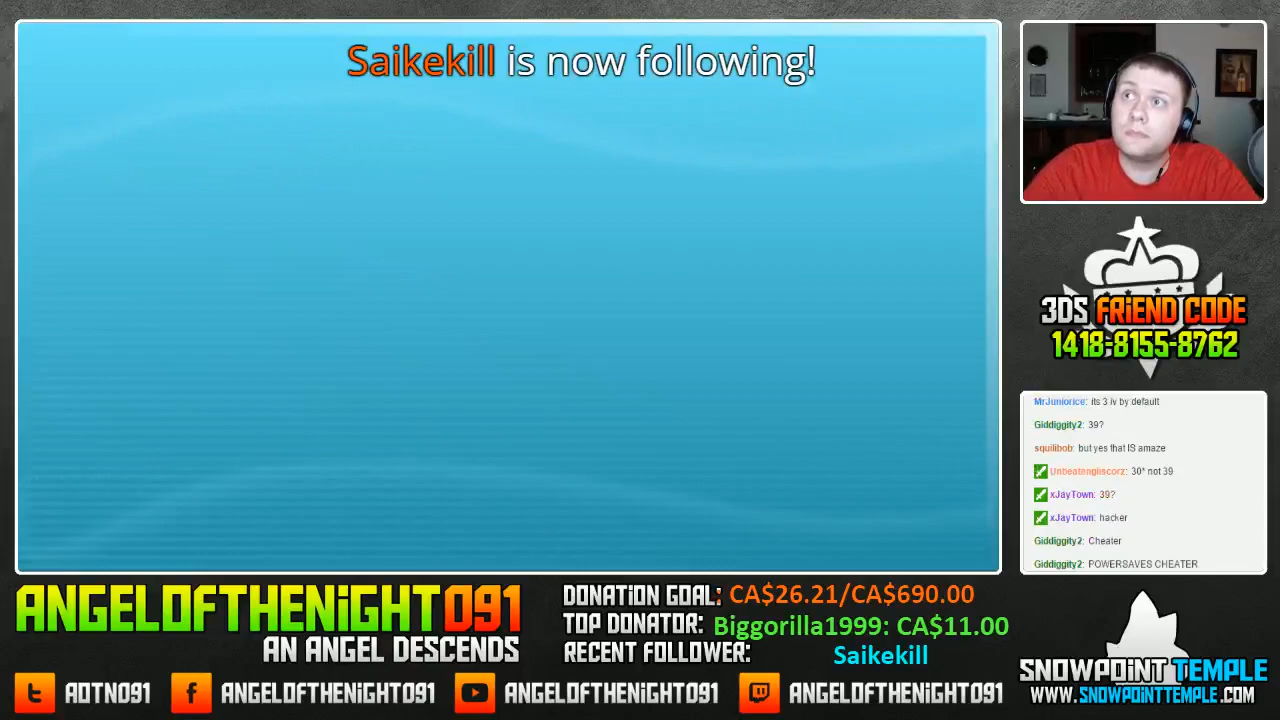 Saikekill is now following!
3DS FRIEND CODE
1418-8155-8762
MrJuniorice: its 3 iv by default
Giddiggity2: 39?
squilibob: but yes that IS amaze
Unbeatengliscorz: 30* not 39
xJayTown: 39?
xJayTown: hacker
Giddiggity2: Cheater
Giddiggity2: POWERSAVES CHEATER
ANGELOFTHENiGHT091
AN ANGEL DESCENDS
DONATiON GOAL: CA$26.21/CA$690.00
TOP DONATOR: Biggorilla1999: CA$11.00
RECENT FOLLOWER: Saikekill
SNOWPOiNT TEMPLE
WWW.SNOWPOiNTTEMPLE.COM
AOTN091
ANGELOFTHENiGHT091
ANGELOFTHENiGHT091
ANGELOFTHENiGHT091